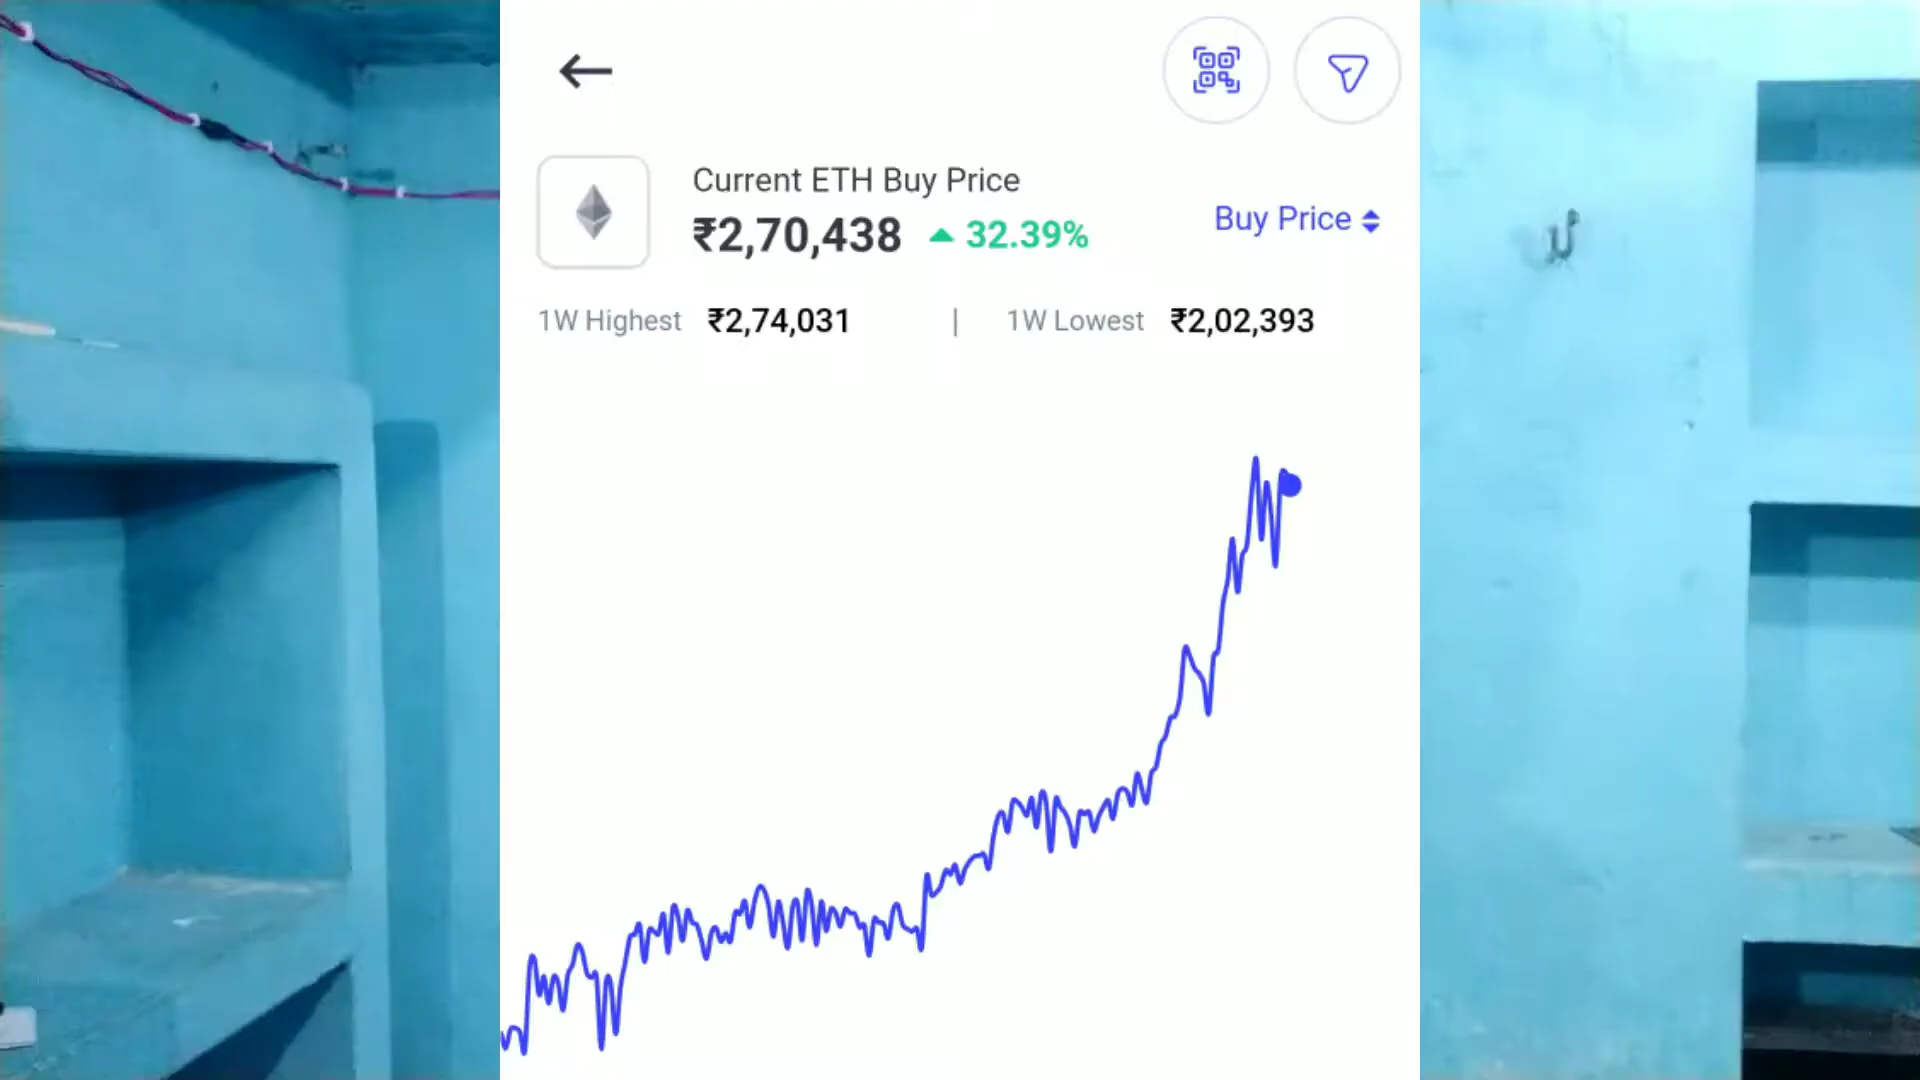 Current ETH Buy Price
₹2,70,438 ▲ 32.39%
Buy Price
1W Highest ₹2,74,031 | 1W Lowest ₹2,02,393